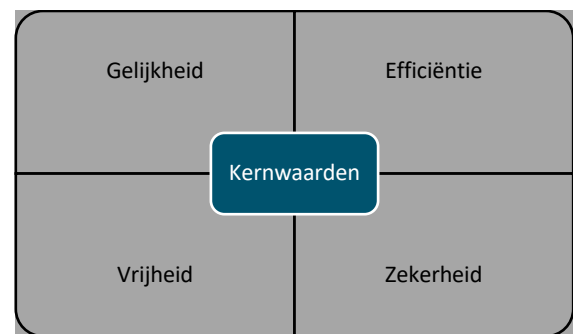 Gelijkheid
Efficiëntie
Kernwaarden
Vrijheid
Zekerheid